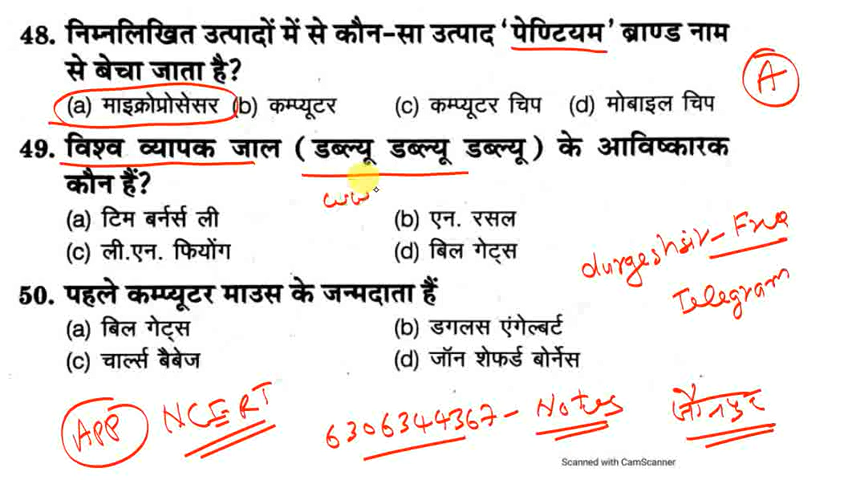 48. निम्नलिखित उत्पादों में से कौन-सा उत्पाद ‘पेण्टियम’ ब्राण्ड नाम
से बेचा जाता है?
A
(a) माइक्रोप्रोसेसर (b) कम्प्यूटर (c) कम्प्यूटर चिप (d) मोबाइल चिप
49. विश्व व्यापक जाल (डब्ल्यू डब्ल्यू डब्ल्यू) के आविष्कारक
कौन हैं?
ww
(a) टिम बर्नर्स ली (b) एन. रसल
(c) ली.एन. फियोंग (d) बिल गेट्स
durgeshsir - Free
Telegram
50. पहले कम्प्यूटर माउस के जन्मदाता हैं
(a) बिल गेट्स (b) डगलस एंगेल्बर्ट
(c) चार्ल्स बैबेज (d) जॉन शेफर्ड बोर्नेस
APP NCERT 6306344367 - Notes जौनपुर
Scanned with CamScanner